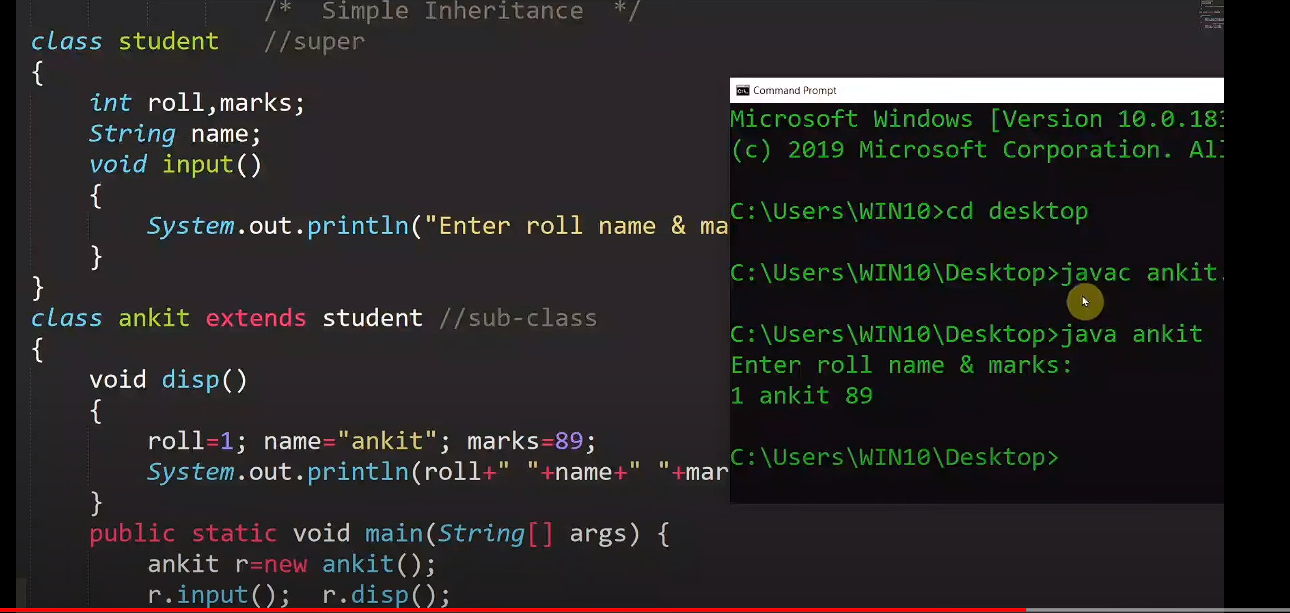 /*  Simple Inheritance  */
class student   //super
{
    int roll,marks;
    String name;
    void input()
    {
        System.out.println("Enter roll name & ma
    }
}
class ankit extends student //sub-class
{
    void disp()
    {
        roll=1; name="ankit"; marks=89;
        System.out.println(roll+" "+name+" "+mar
    }
    public static void main(String[] args) {
        ankit r=new ankit();
        r.input();  r.disp();
Command Prompt
Microsoft Windows [Version 10.0.183
(c) 2019 Microsoft Corporation. All
C:\Users\WIN10>cd desktop
C:\Users\WIN10\Desktop>javac ankit.
C:\Users\WIN10\Desktop>java ankit
Enter roll name & marks:
1 ankit 89
C:\Users\WIN10\Desktop>